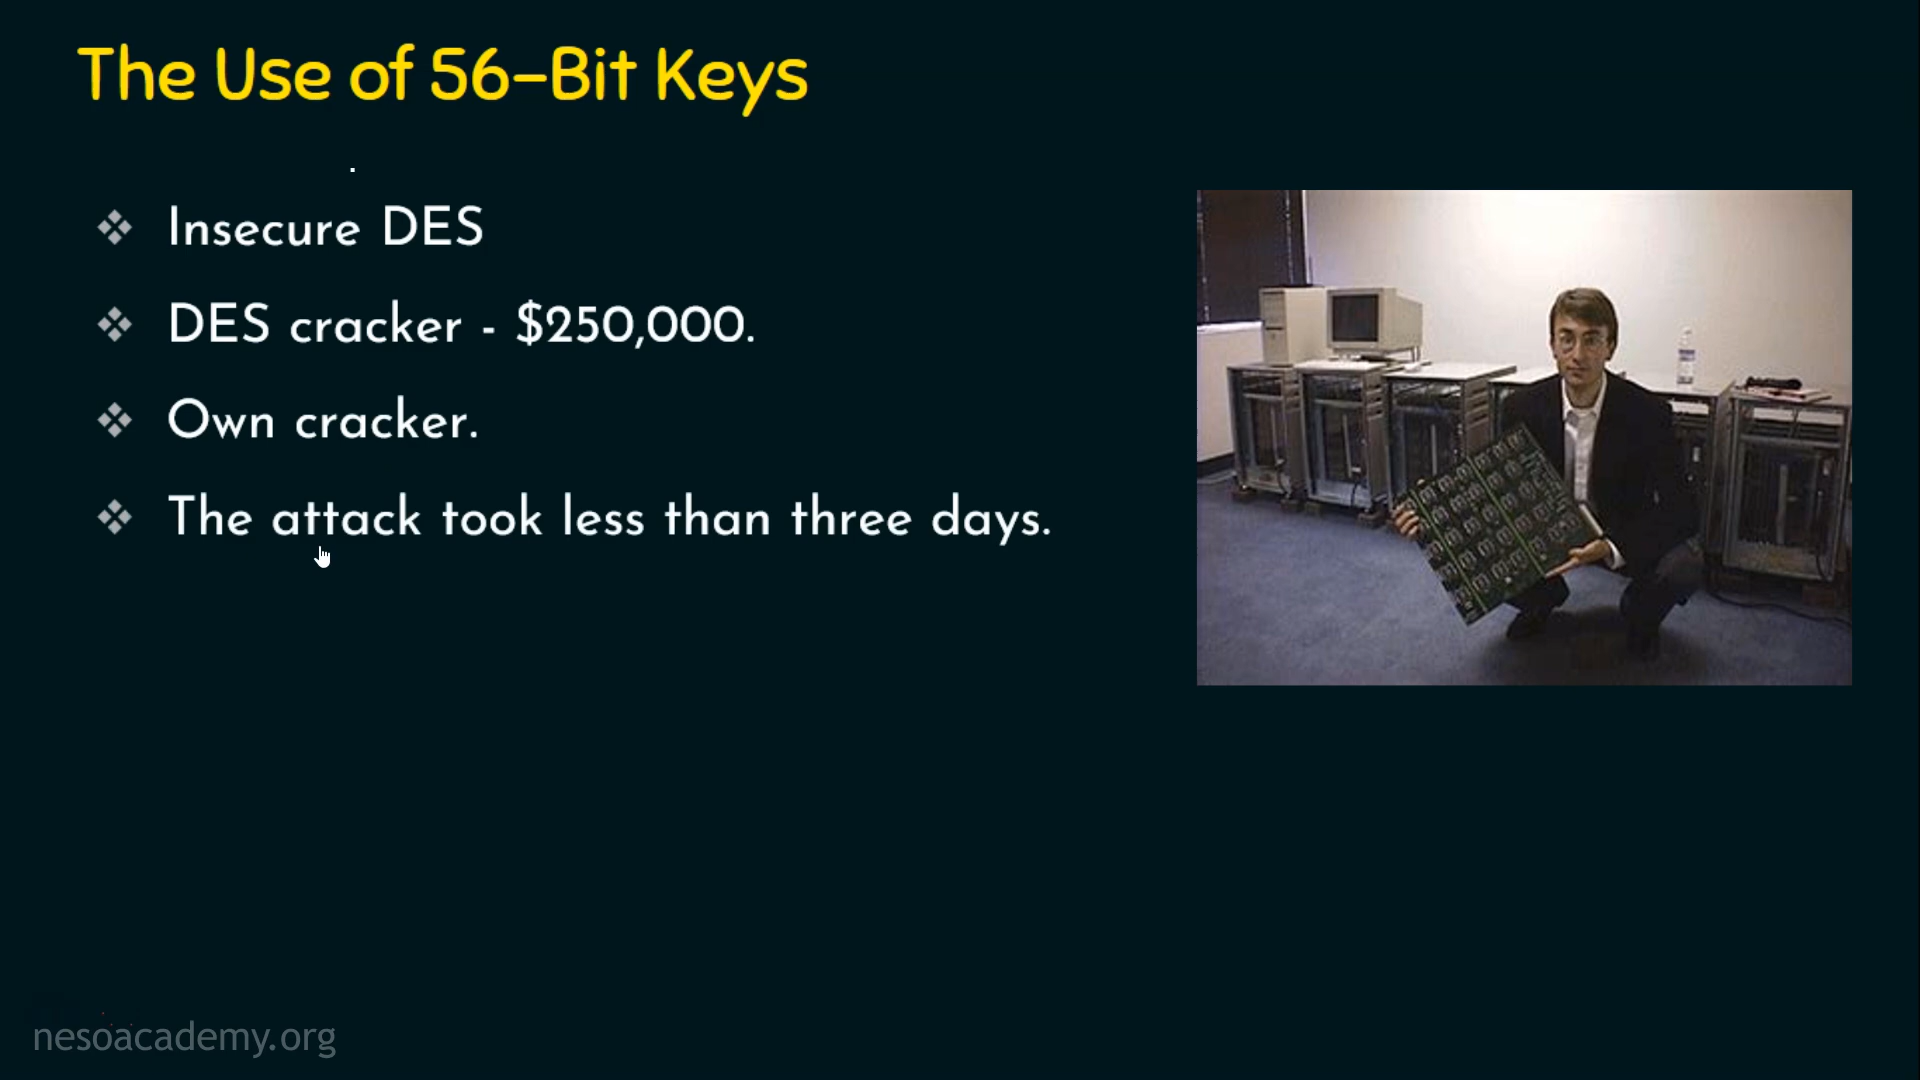 The Use of 56-Bit Keys
Insecure DES
DES cracker - $250,000.
Own cracker.
The attack took less than three days.
nesoacademy.org